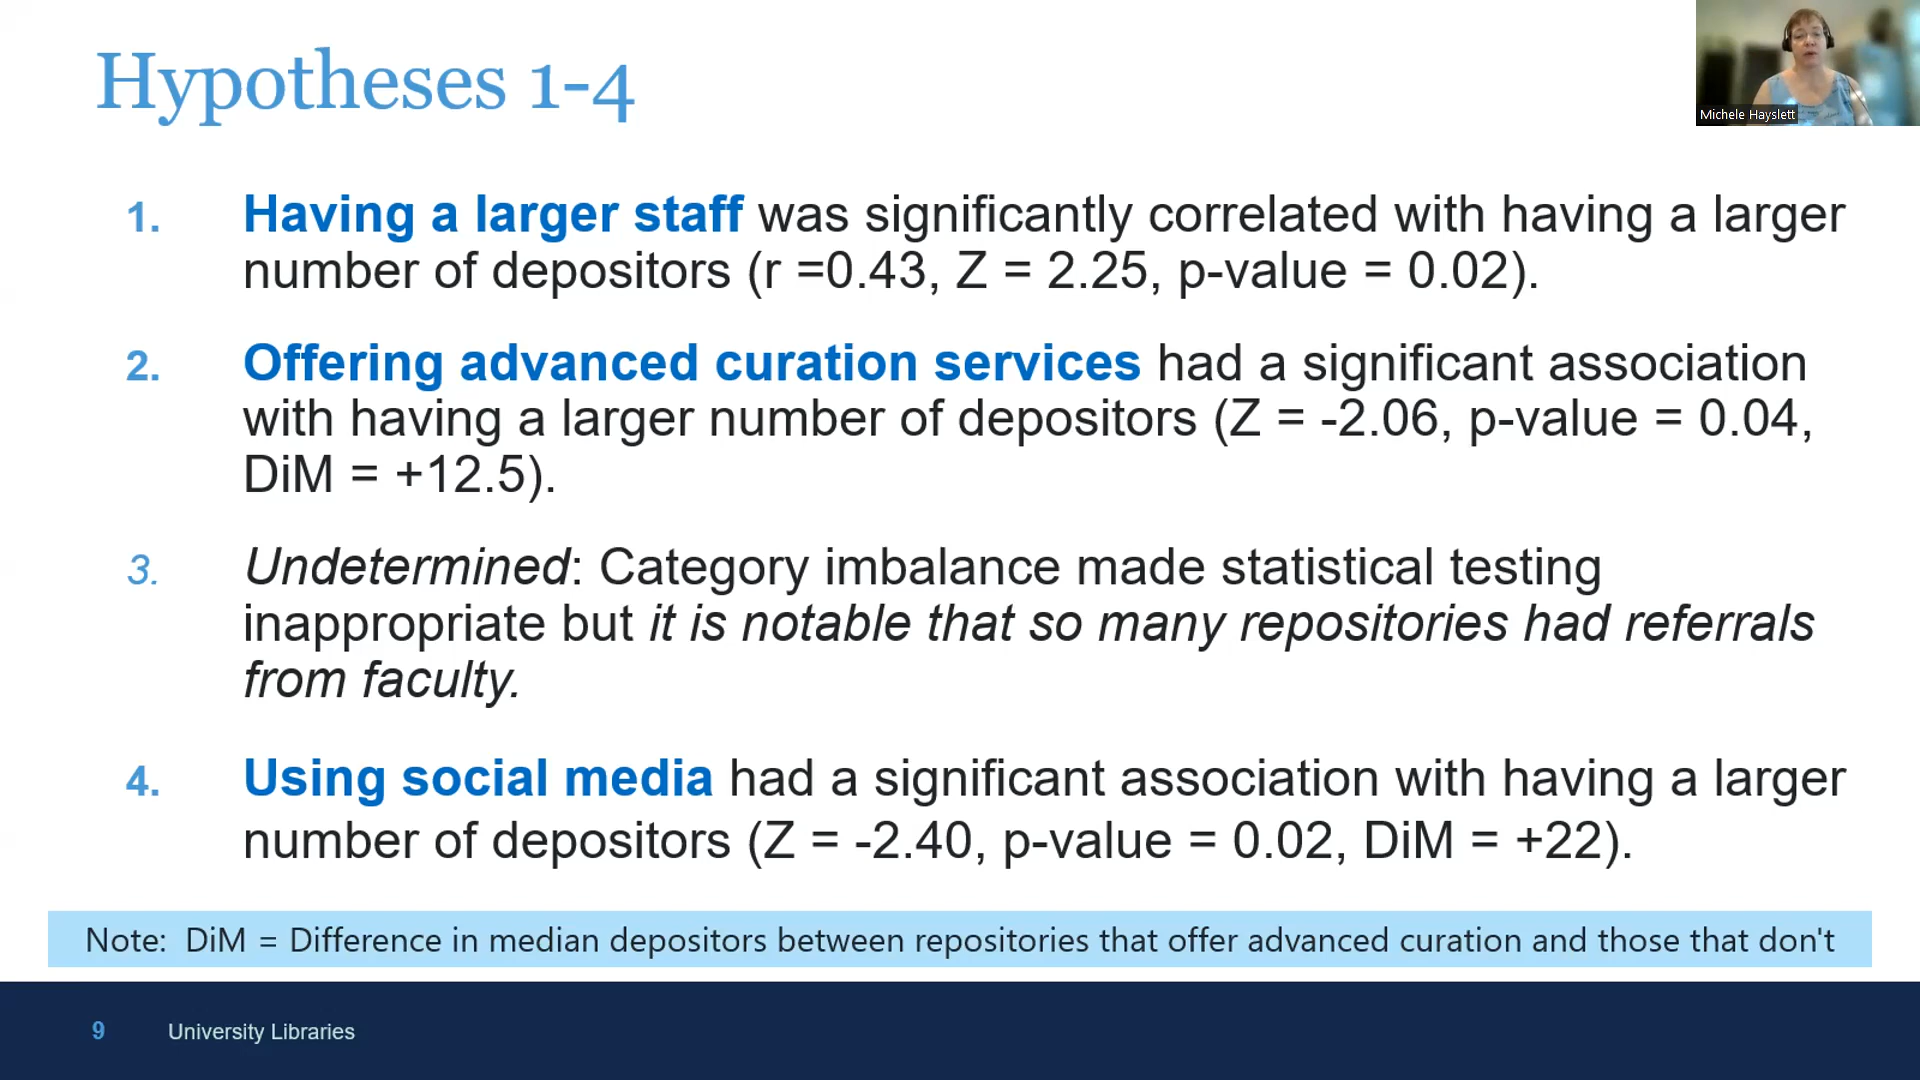 Hypotheses 1-4
Michele Hayslett
1. Having a larger staff was significantly correlated with having a larger
number of depositors (r =0.43, Z = 2.25, p-value = 0.02).
2. Offering advanced curation services had a significant association
with having a larger number of depositors (Z = -2.06, p-value = 0.04,
DiM = +12.5).
3. Undetermined: Category imbalance made statistical testing
inappropriate but it is notable that so many repositories had referrals
from faculty.
4. Using social media had a significant association with having a larger
number of depositors (Z = -2.40, p-value = 0.02, DiM = +22).
Note: DiM = Difference in median depositors between repositories that offer advanced curation and those that don't
9 University Libraries